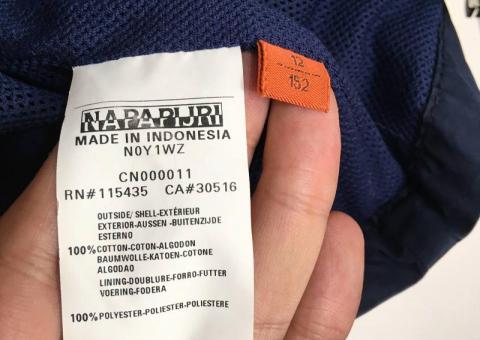 12
152
NAPAPIJRI
MADE IN INDONESIA
N0Y1WZ
CN000011
RN#115435 CA#30516
OUTSIDE/ SHELL-EXTÉRIEUR
EXTERIOR-AUSSEN -BUITENZIJDE
ESTERNO
100% COTTON-COTON-ALGODON
BAUMWOLLE-KATOEN-COTONE
ALGODAO
LINING-DOUBLURE-FORRO-FUTTER
VOERING-FODERA
100% POLYESTER-POLIESTER-POLIESTERE